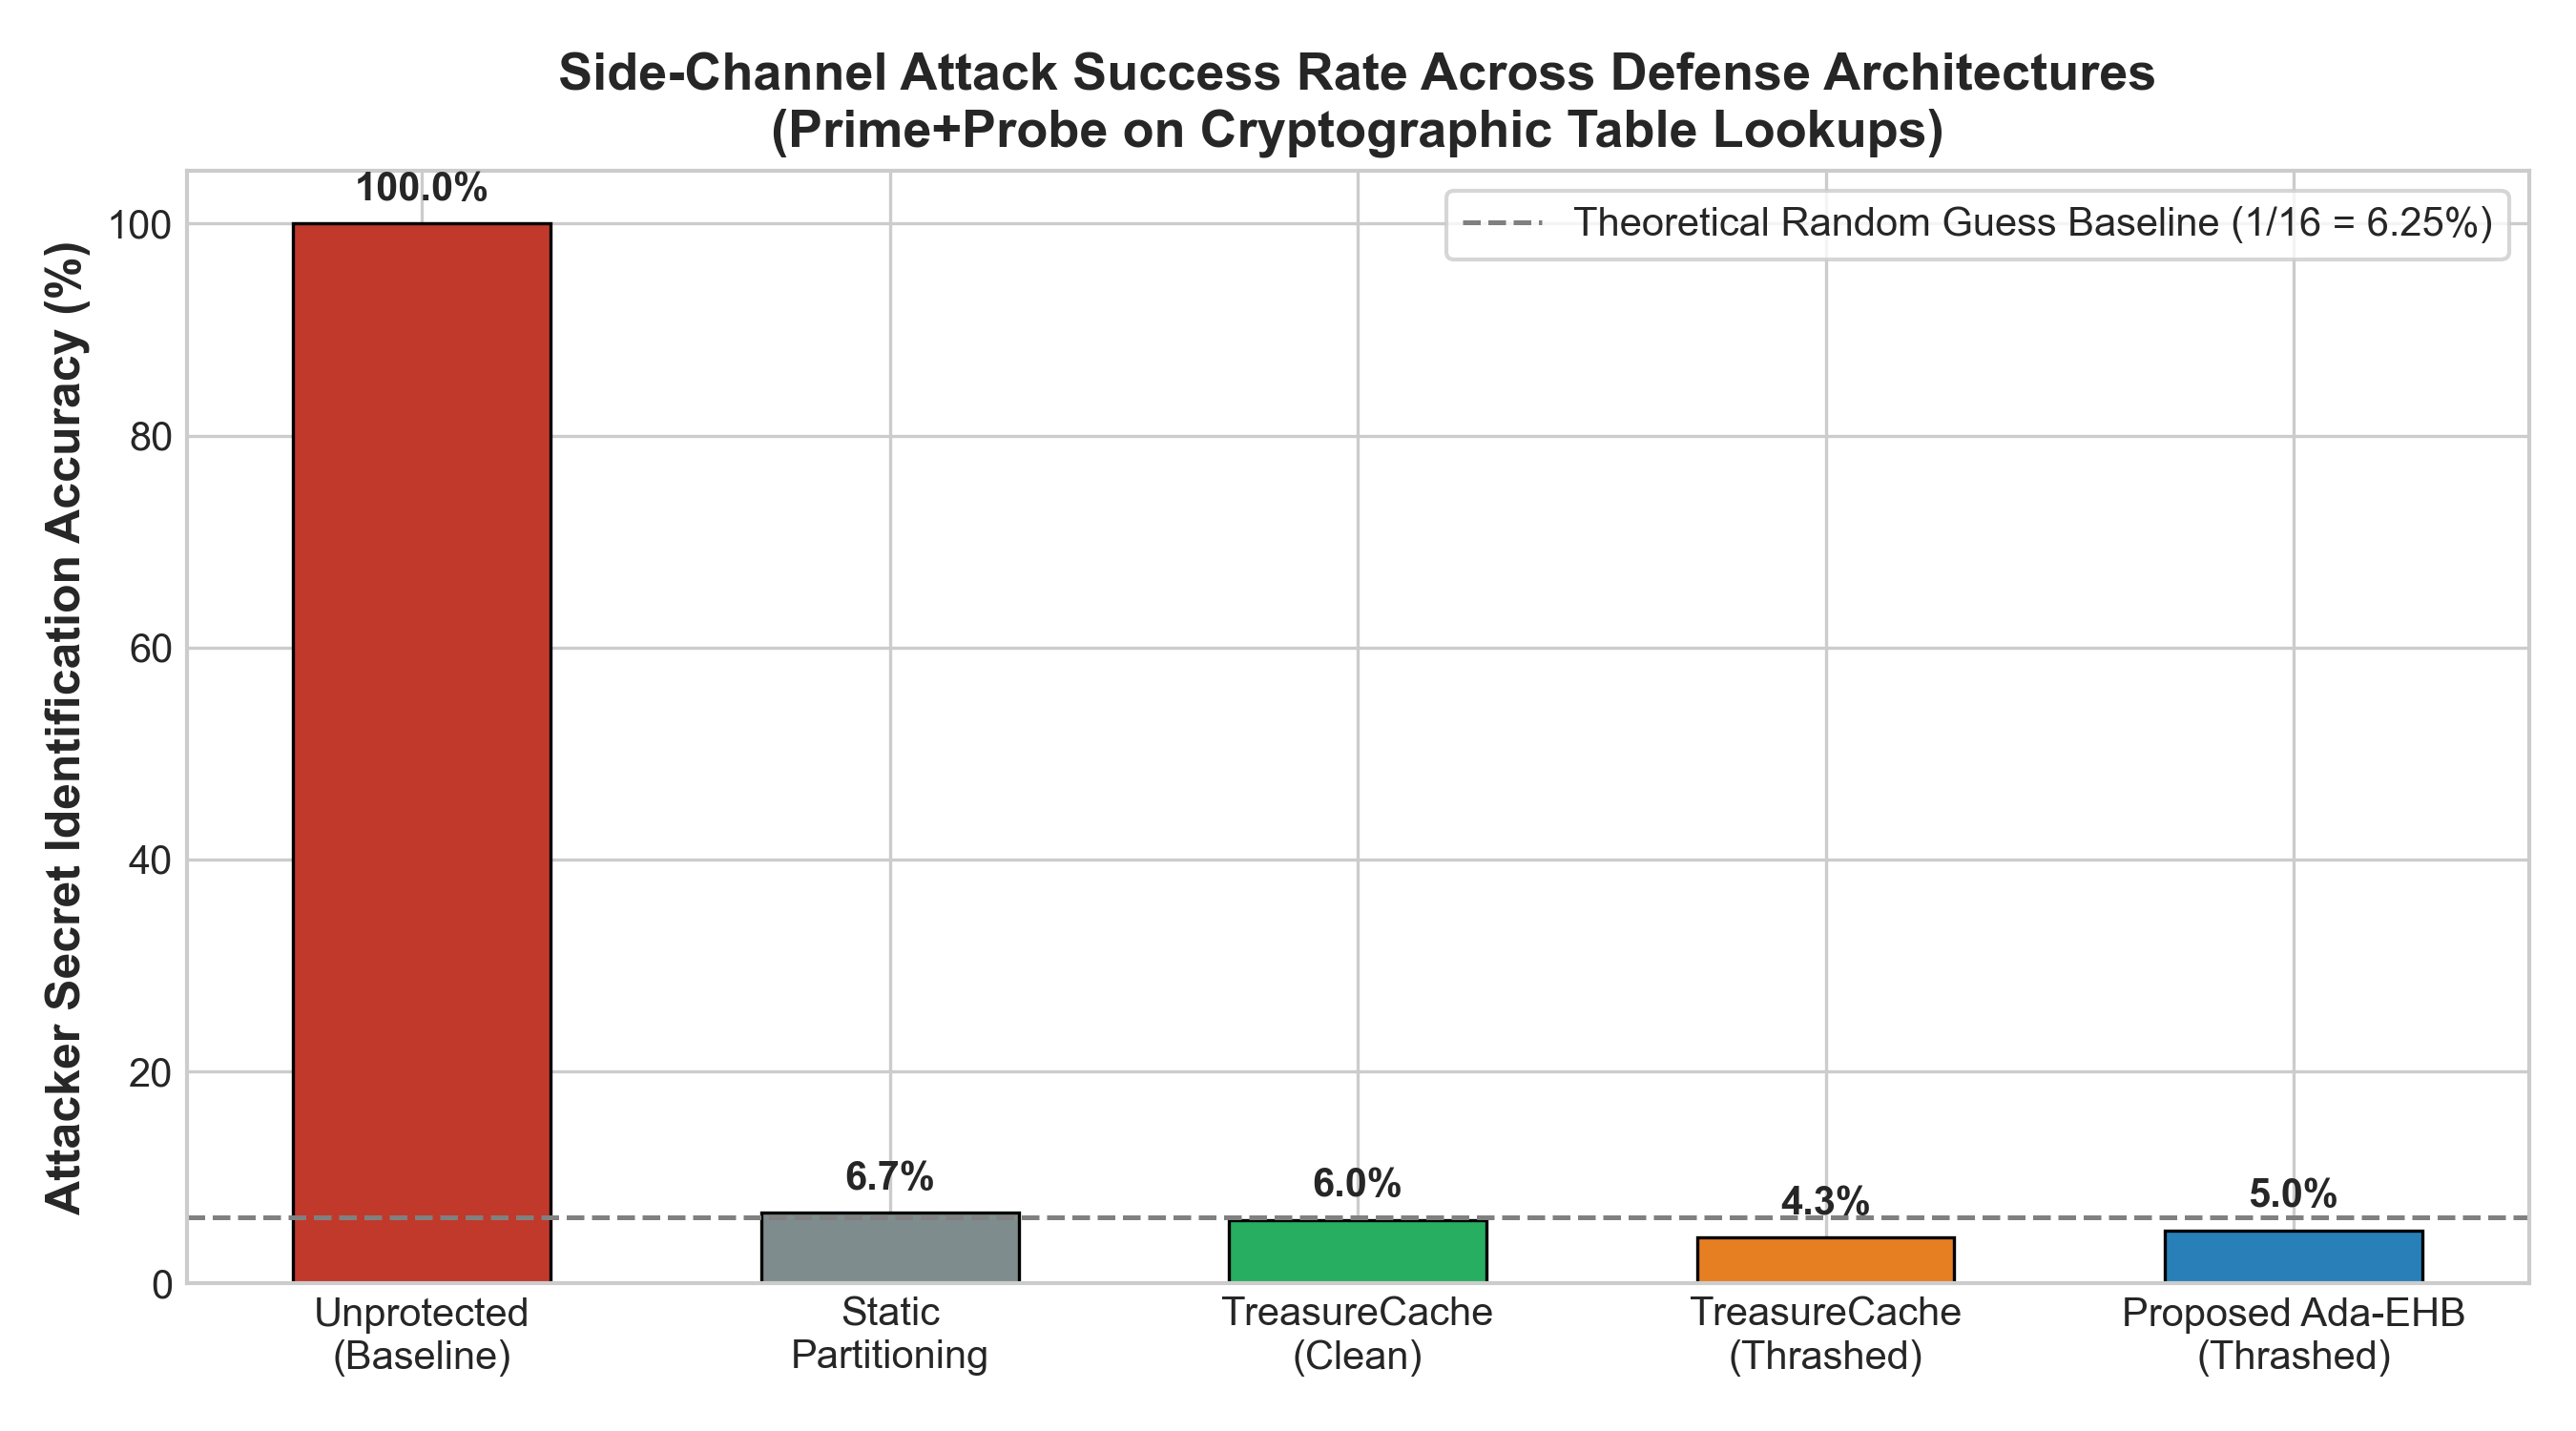 Side-Channel Attack Success Rate Across Defense Architectures
(Prime+Probe on Cryptographic Table Lookups)
Attacker Secret Identification Accuracy (%)
100
80
60
40
20
0
Theoretical Random Guess Baseline (1/16 = 6.25%)
100.0%
6.7%
6.0%
4.3%
5.0%
Unprotected
(Baseline)
Static
Partitioning
TreasureCache
(Clean)
TreasureCache
(Thrashed)
Proposed Ada-EHB
(Thrashed)